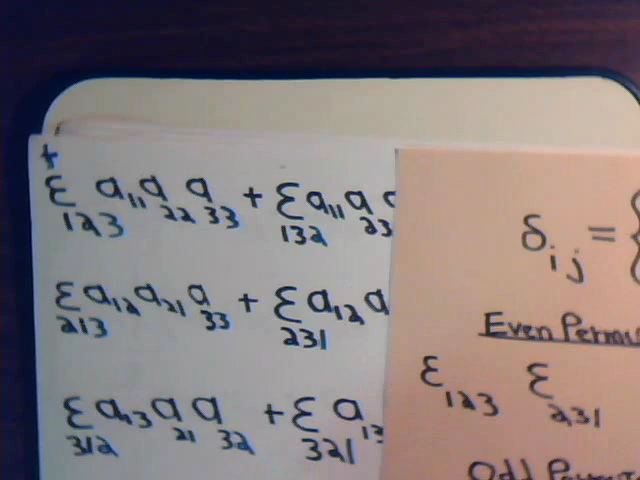 +
ε₁₂₃ a₁₁ a₂₂ a₃₃ + ε₁₃₂ a₁₁ a₂₃
ε₂₁₃ a₁₂ a₂₁ a₃₃ + ε₂₃₁ a₁₂ a
ε₃₁₂ a₁₃ a₂₁ a₃₂ + ε₃₂₁ a₁₃
δᵢⱼ = {
Even Permu
ε₁₂₃ ε₂₃₁
Odd